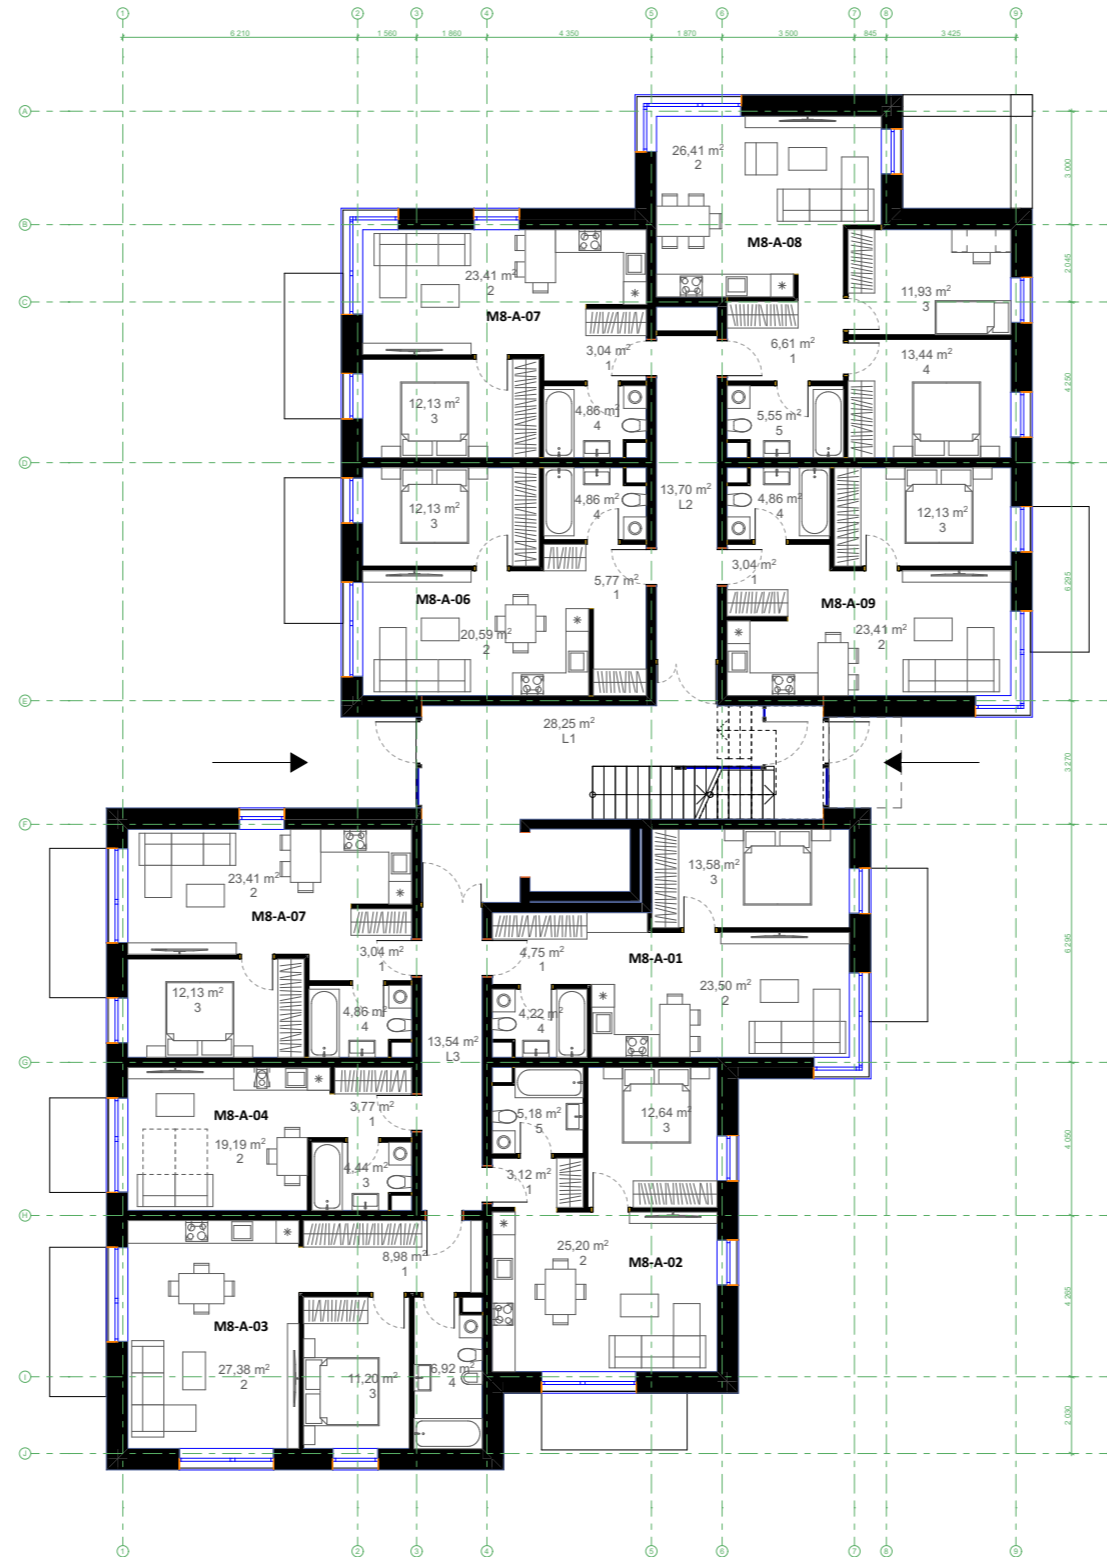 1 2 3 4 5 6 7 8 9
6 210 1 560 1 860 4 350 1 870 3 500 845 3 425
A
26,41 m²
2
3 000
B
M8-A-08
23,41 m²
2
11,93 m²
3
2 045
C
M8-A-07
3,04 m²
1
6,61 m²
1
13,44 m²
4
4 250
12,13 m²
3
4,86 m²
4
5,55 m²
5
D
12,13 m²
3
4,86 m²
4
13,70 m²
L2
4,86 m²
4
12,13 m²
3
5,77 m²
1
3,04 m²
1
6 295
M8-A-06
M8-A-09
20,59 m²
2
23,41 m²
2
E
28,25 m²
L1
3 270
F
23,41 m²
2
13,58 m²
3
M8-A-07
3,04 m²
1
4,75 m²
1
M8-A-01
6 295
12,13 m²
3
4,86 m²
4
4,22 m²
4
23,50 m²
2
13,54 m²
L3
G
M8-A-04
3,77 m²
1
5,18 m²
5
12,64 m²
3
4 050
19,19 m²
2
4,44 m²
3
3,12 m²
1
H
8,98 m²
1
25,20 m²
2
M8-A-02
4 265
M8-A-03
27,38 m²
2
11,20 m²
3
6,92 m²
4
I
2 030
J
1 2 3 4 5 6 7 8 9